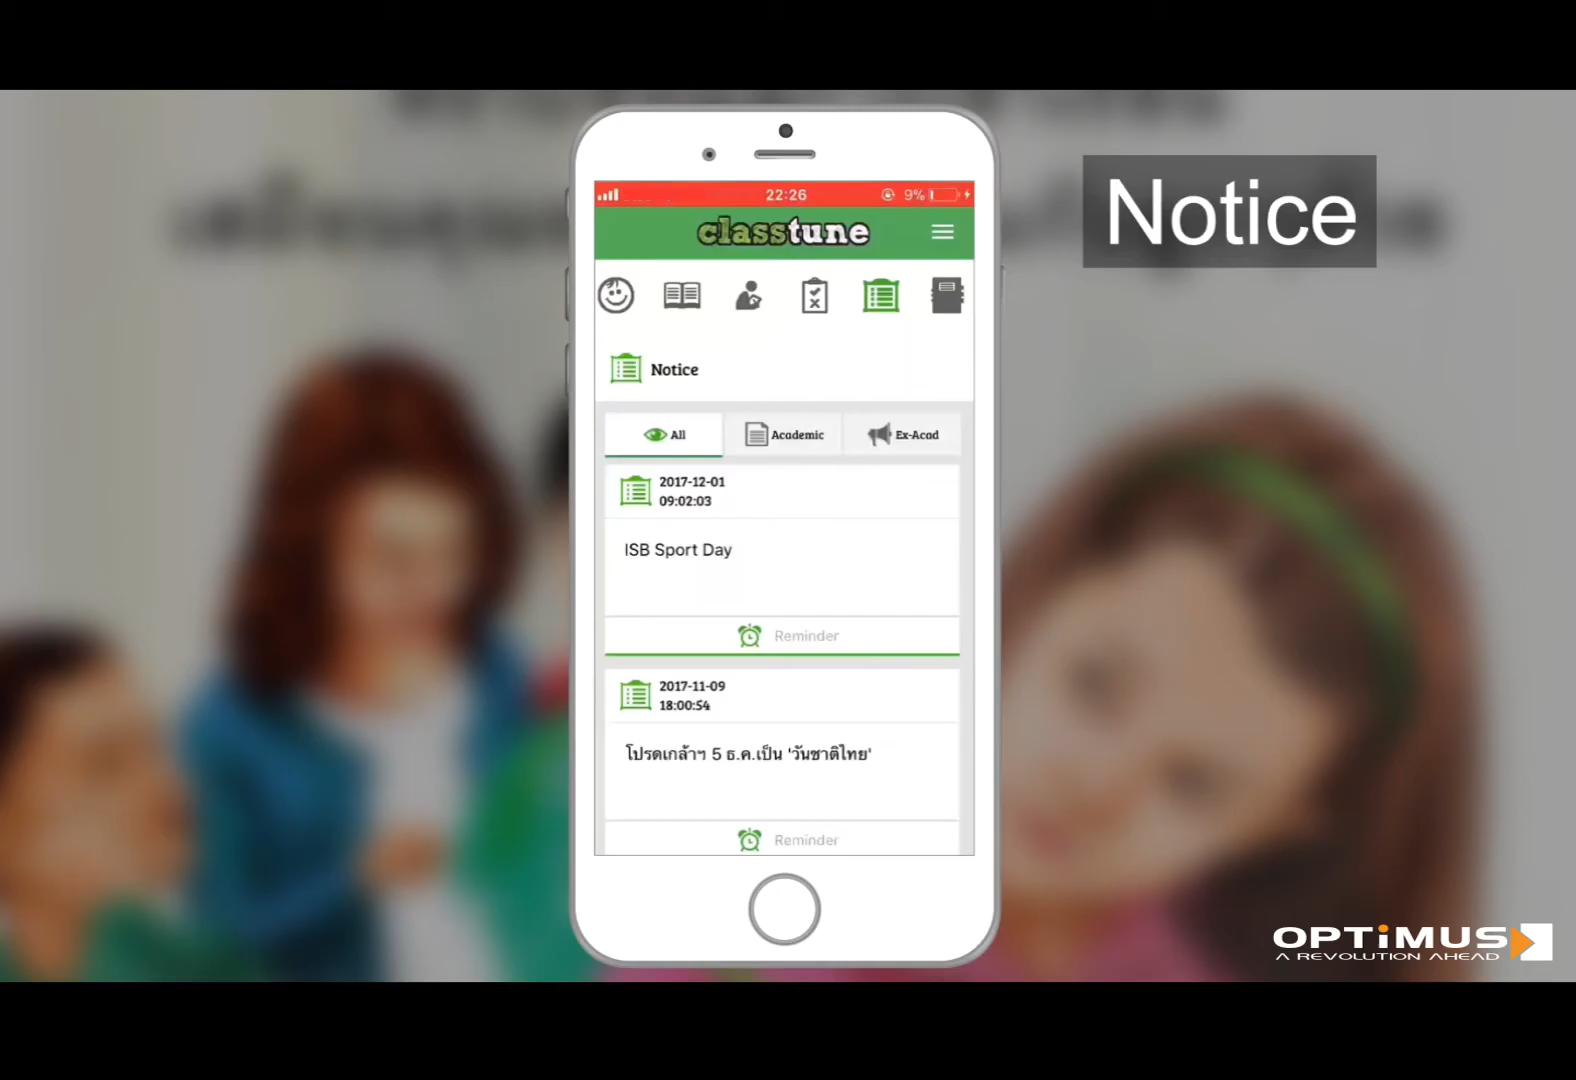 Notice
22:26
9%
classtune
Notice
All
Academic
Ex-Acad
2017-12-01
09:02:03
ISB Sport Day
Reminder
2017-11-09
18:00:54
โปรดเกล้าฯ 5 ธ.ค.เป็น 'วันชาติไทย'
Reminder
OPTiMUS
A REVOLUTION AHEAD